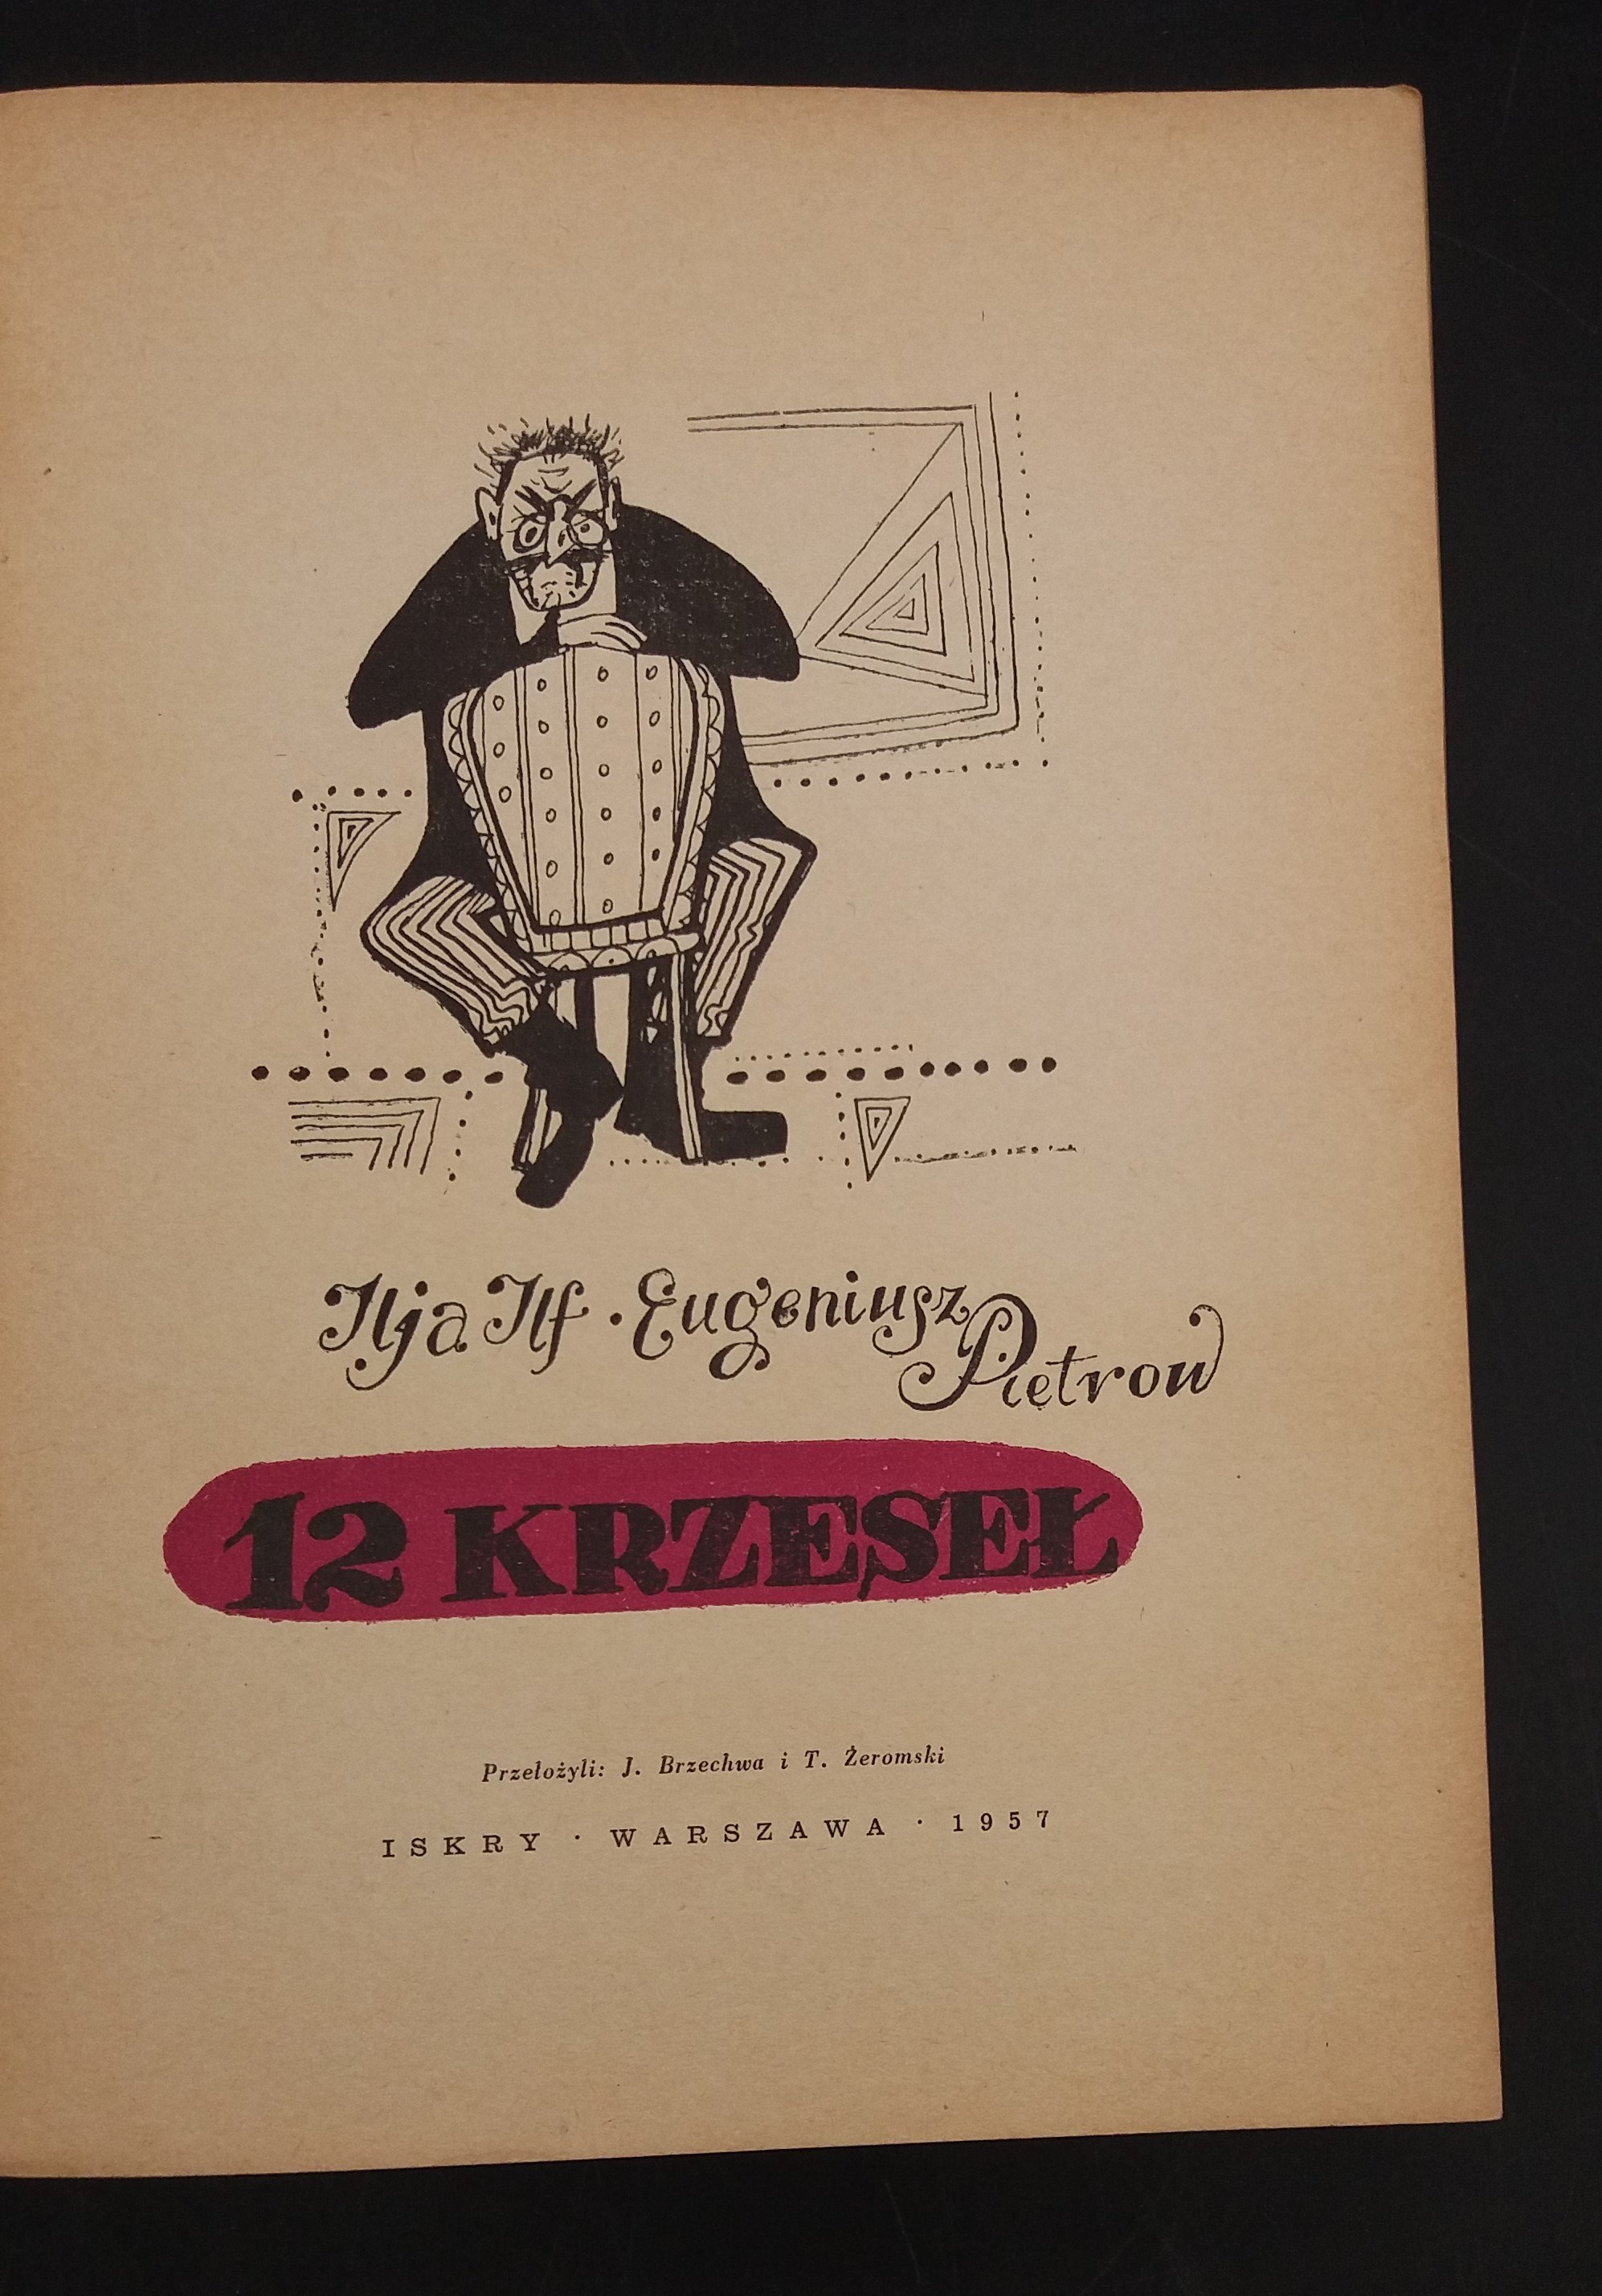 Ilja Ilf · Eugeniusz
Pietrow
12 KRZESEŁ
Przełożyli: J. Brzechwa i T. Żeromski
ISKRY · WARSZAWA · 1957